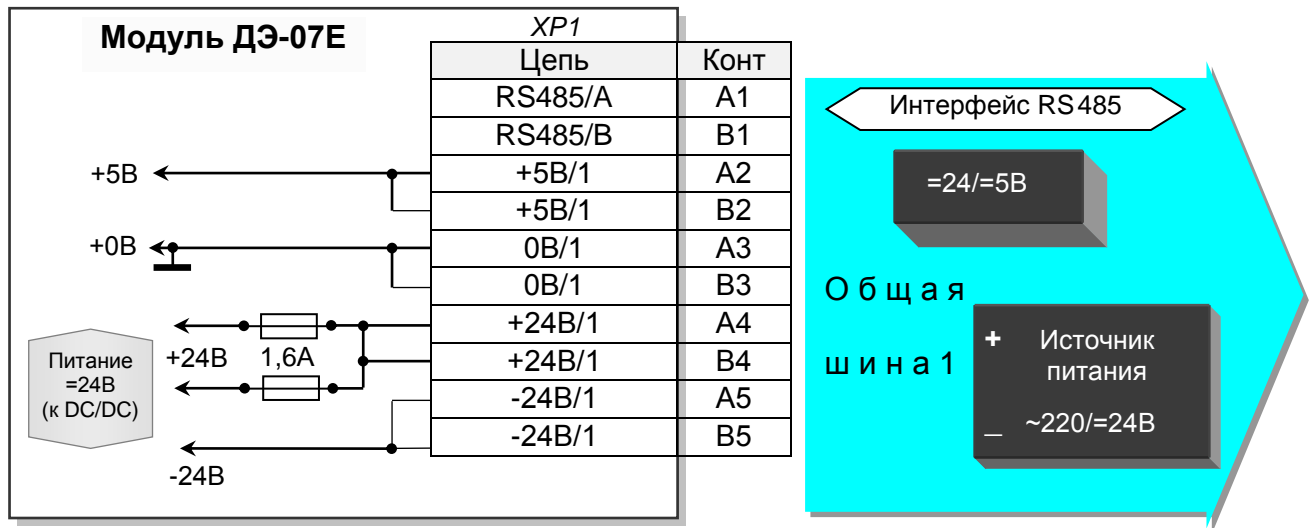 Модуль ДЭ-07Е
XP1
Цепь Конт
RS485/A A1
RS485/B B1
+5В/1 A2
+5В/1 B2
0В/1 A3
0В/1 B3
+24В/1 A4
+24В/1 B4
-24В/1 A5
-24В/1 B5
+5В
+0В
+24В 1,6А
-24В
Питание
=24В
(к DC/DC)
Интерфейс RS485
=24/=5В
Общая
шина1
+ Источник
питания
_ ~220/=24В